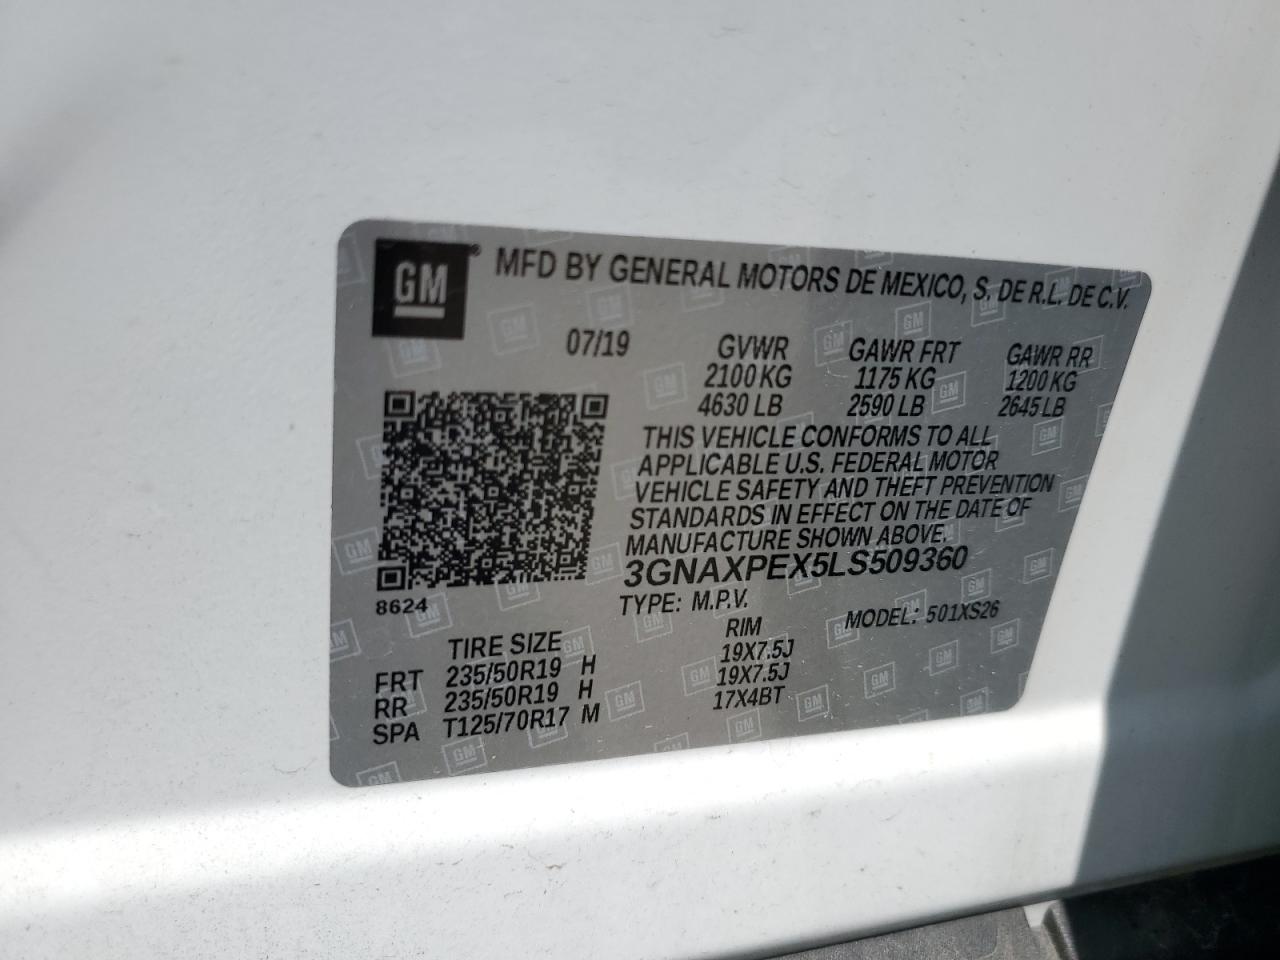 GM ® MFD BY GENERAL MOTORS DE MEXICO, S. DE R.L. DE C.V.
07/19 GVWR GAWR FRT GAWR RR
2100 KG 1175 KG 1200 KG
4630 LB 2590 LB 2645 LB
THIS VEHICLE CONFORMS TO ALL
APPLICABLE U.S. FEDERAL MOTOR
VEHICLE SAFETY AND THEFT PREVENTION
STANDARDS IN EFFECT ON THE DATE OF
MANUFACTURE SHOWN ABOVE.
3GNAXPEX5LS509360
8624 TYPE: M.P.V. MODEL: 501XS26
TIRE SIZE RIM
FRT 235/50R19 H 19X7.5J
RR 235/50R19 H 19X7.5J
SPA T125/70R17 M 17X4BT